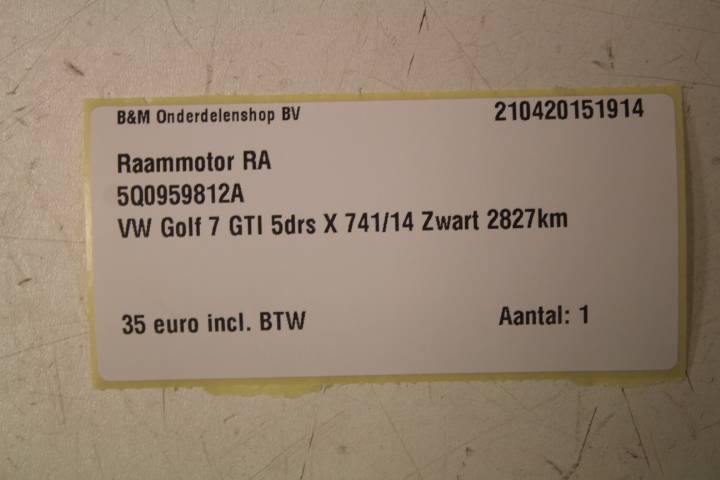 B&M Onderdelenshop BV 210420151914
Raammotor RA
5Q0959812A
VW Golf 7 GTI 5drs X 741/14 Zwart 2827km
35 euro incl. BTW Aantal: 1